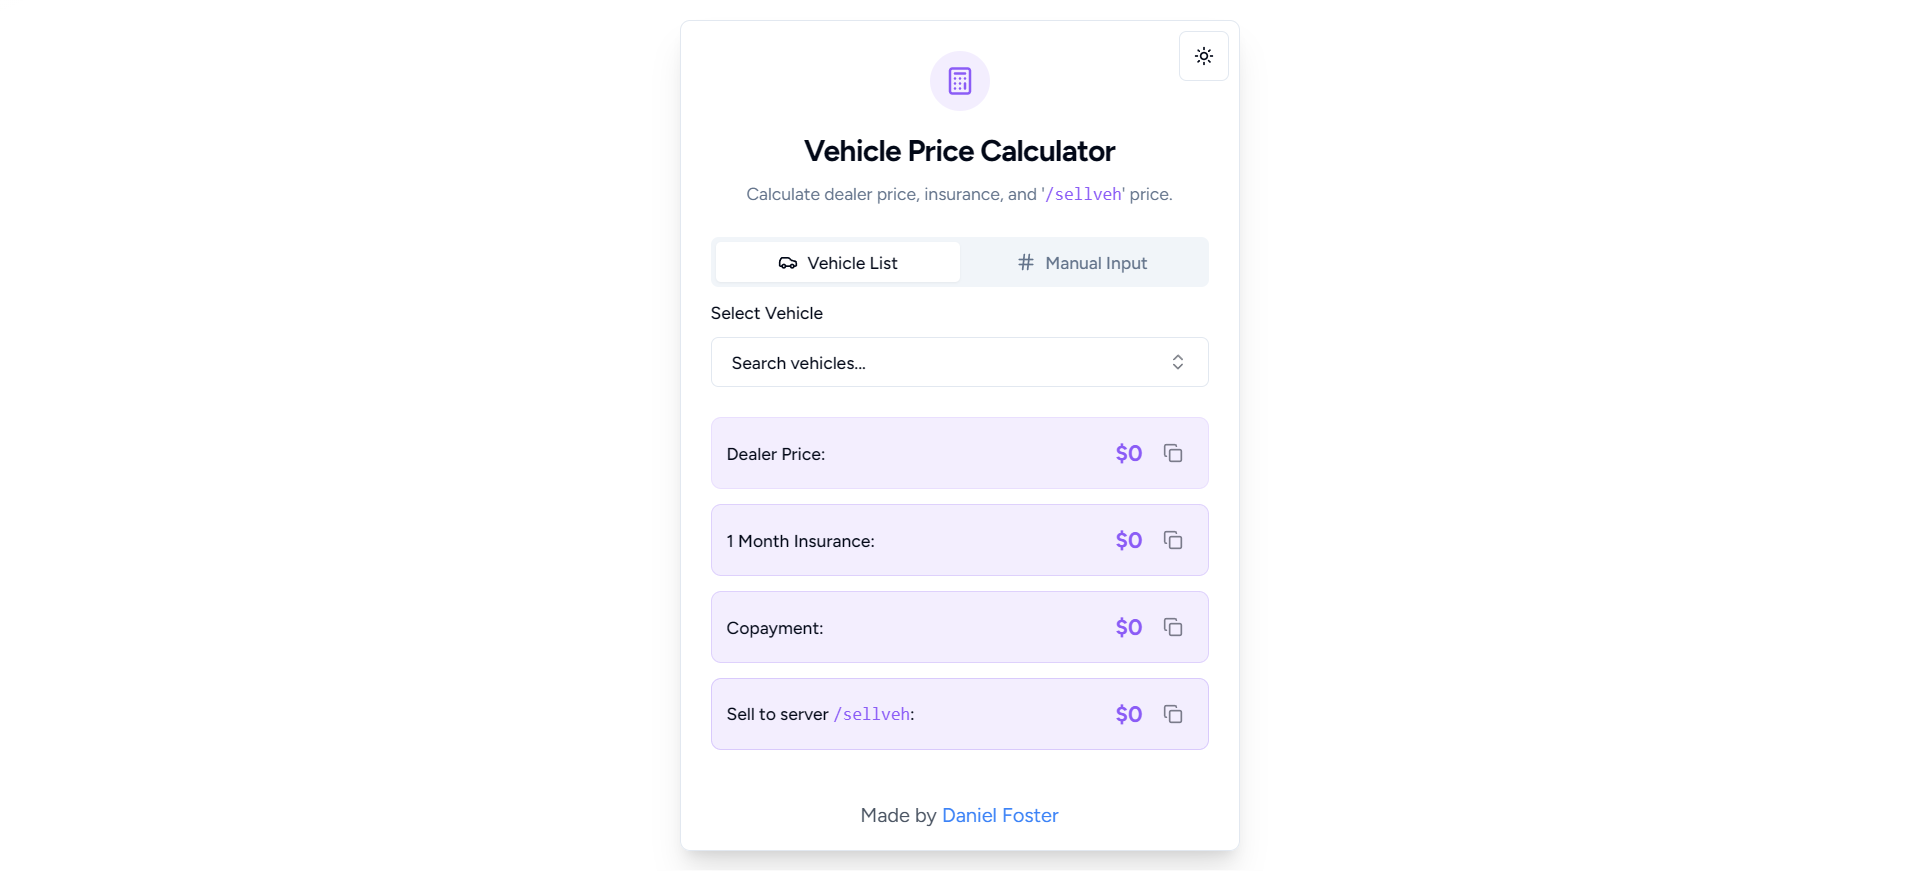 Vehicle Price Calculator
Calculate dealer price, insurance, and '/sellveh' price.
Vehicle List
Manual Input
Select Vehicle
Search vehicles...
Dealer Price:
$0
1 Month Insurance:
$0
Copayment:
$0
Sell to server /sellveh:
$0
Made by Daniel Foster